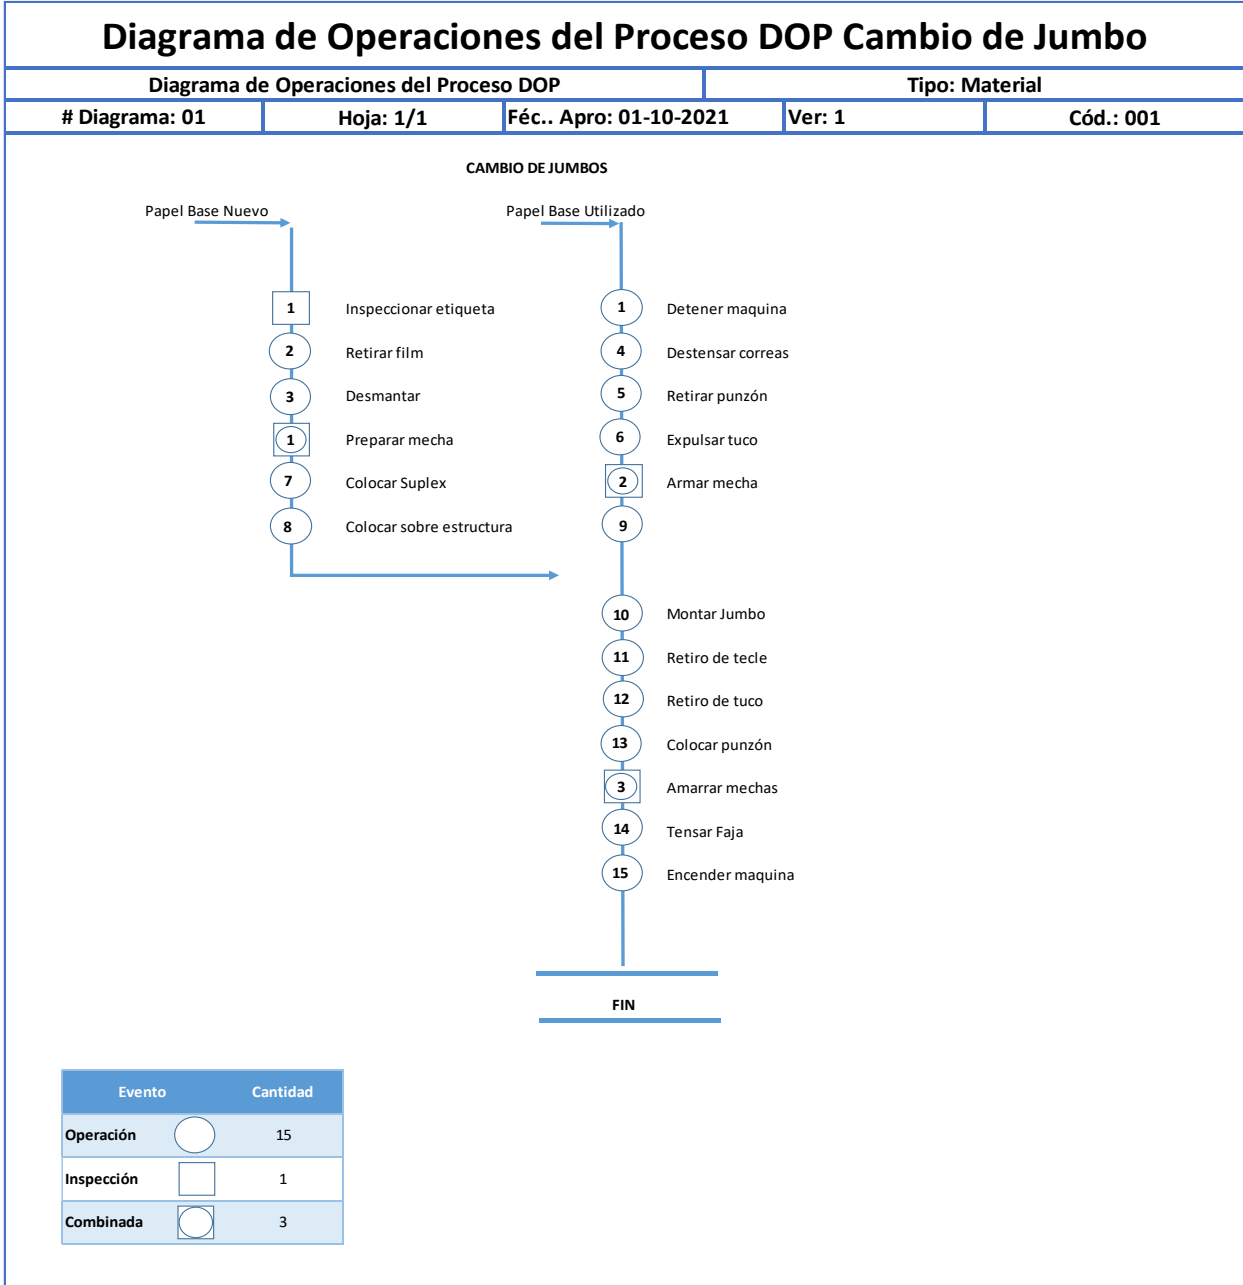 Diagrama de Operaciones del Proceso DOP Cambio de Jumbo
Diagrama de Operaciones del Proceso DOP Tipo: Material
# Diagrama: 01 Hoja: 1/1 Féc.. Apro: 01-10-2021 Ver: 1 Cód.: 001
CAMBIO DE JUMBOS
Papel Base Nuevo Papel Base Utilizado
1 Inspeccionar etiqueta 1 Detener maquina
2 Retirar film 4 Destensar correas
3 Desmantar 5 Retirar punzón
1 Preparar mecha 6 Expulsar tuco
7 Colocar Suplex 2 Armar mecha
8 Colocar sobre estructura 9
10 Montar Jumbo
11 Retiro de tecle
12 Retiro de tuco
13 Colocar punzón
3 Amarrar mechas
14 Tensar Faja
15 Encender maquina
FIN
Evento Cantidad
Operación 15
Inspección 1
Combinada 3